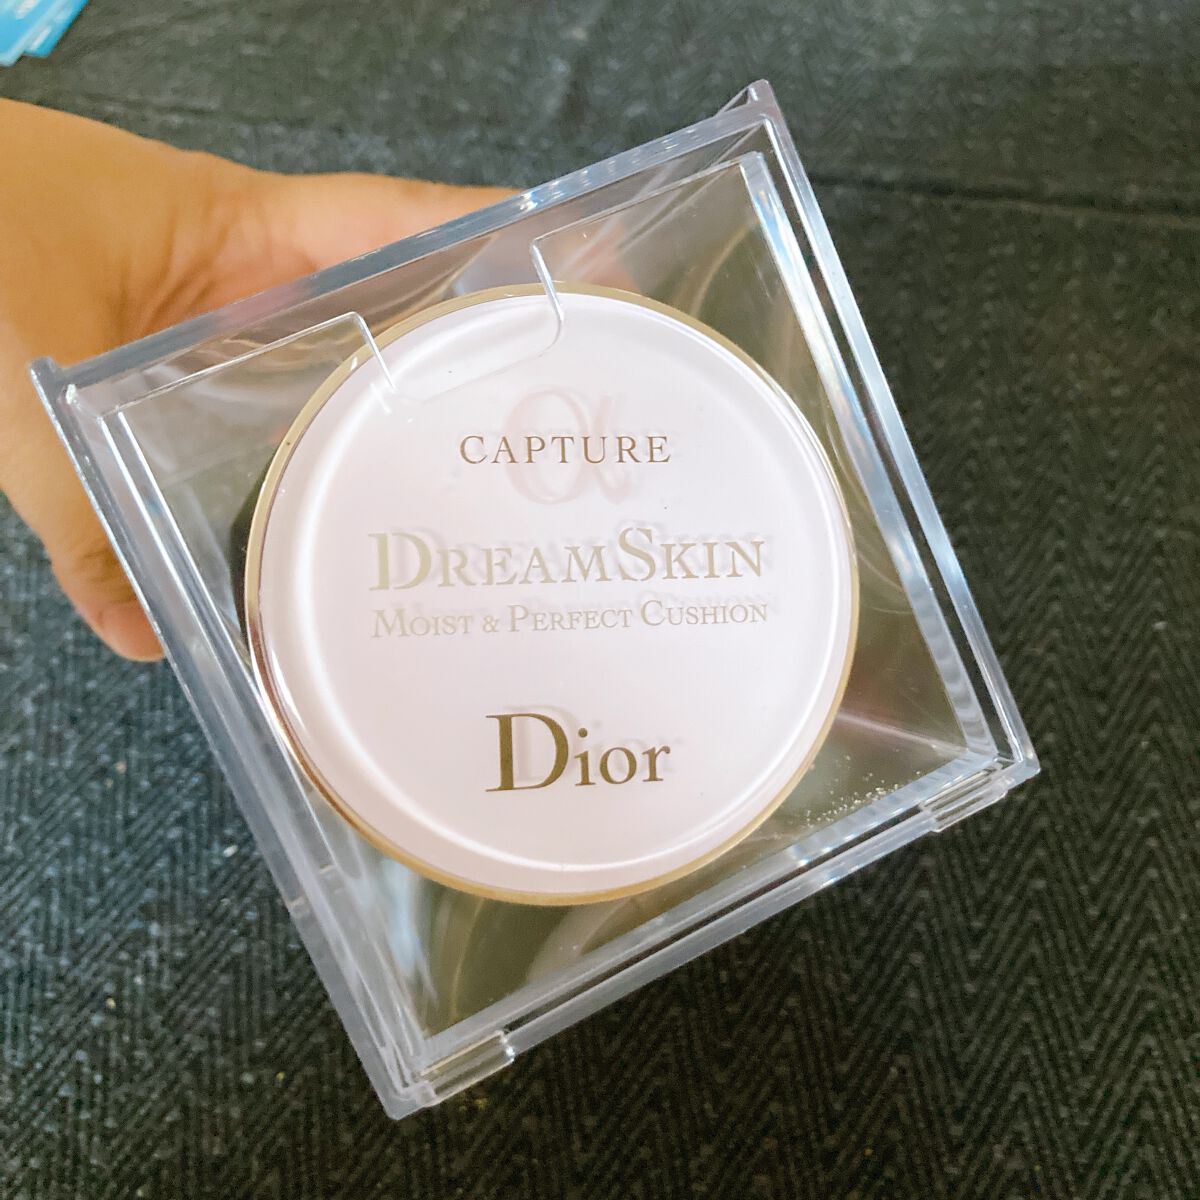 CAPTURE
DREAMSKIN
MOIST & PERFECT CUSHION
Dior